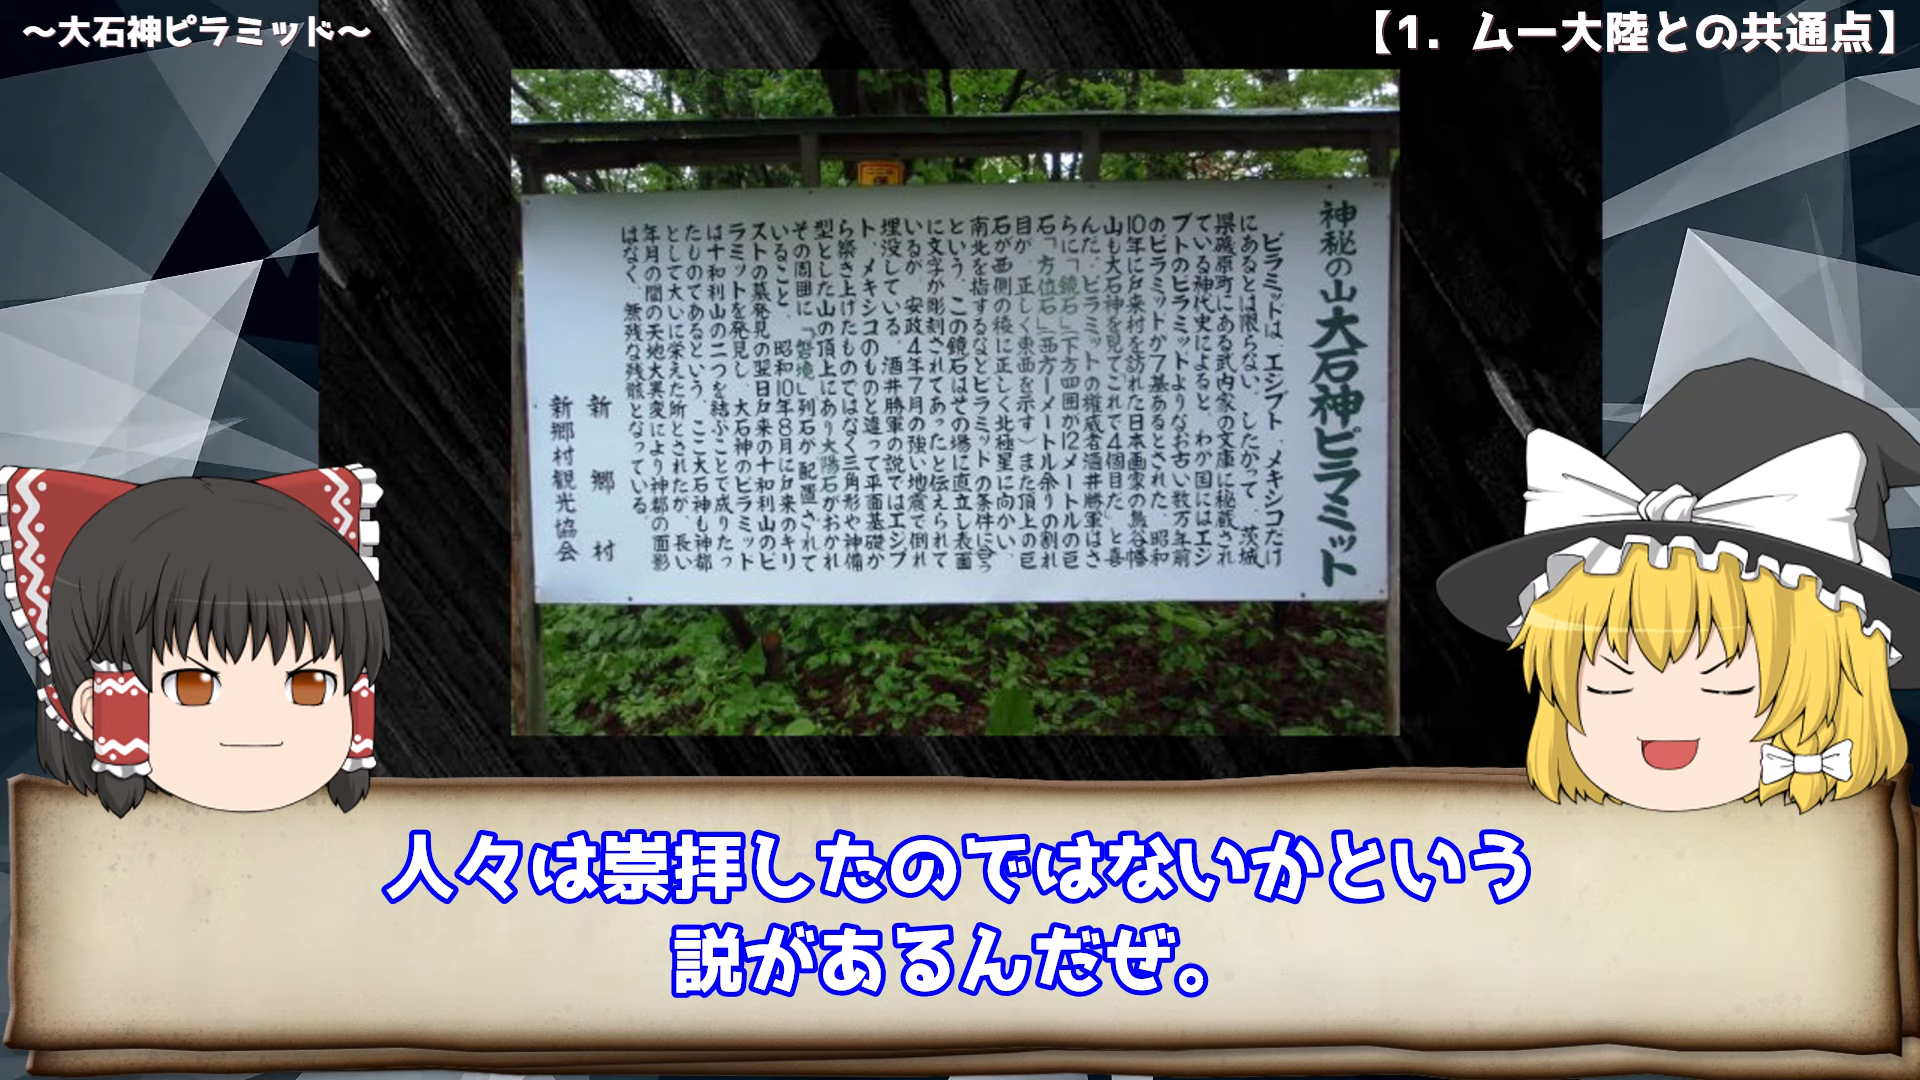 ～大石神ピラミッド～
【1．ムー大陸との共通点】
神秘の山大石神ピラミット
ピラミットは、エジプト、メキシコだけ
にあるとは限らない。したがって、茨城
県磯原町にある武内家の文庫に秘蔵され
ている神代史によると、わが国にはエジ
プトのピラミットよりなお古い数万年前
のピラミットが7基あるとされた。昭和
10年に戸来村を訪れた日本画家の鳥谷幡
山も大石神を見て「これで4個目だ」と喜
んだ。ピラミットの権威者酒井勝軍はさ
らに「鏡石」（下方四囲が12メートルの巨
石「方位石」（西方1メートル余りの割れ
目が、正しく東西を示す）また頂上の巨
石が西側の稜に正しく北極星に向かい、
南北を指するなどピラミットの条件に合う
という。この鏡石はその場に直立し表面
に文字が彫刻されてあったと伝えられて
いるが、安政4年7月の強い地震で倒れ
埋没している。酒井勝軍の説ではエジプ
ト、メキシコのものと違って平面基礎か
ら築き上げたものではなく三角形や神備
型とした山の頂上にあり太陽石がおかれ
その周囲に「磐境」列石が配置されて
いること、昭和10年8月に戸来のキリ
ストの墓発見の翌日戸来の十和利山のピ
ラミットを発見し、大石神のピラミット
は十和利山の二つを結ぶことで成りたっ
たものであるという。ここ大石神も神都
として大いに栄えた所とされたが、長い
年月の間の天地大異変により神都の面影
はなく、無残な残骸となっている。
新郷村
新郷村観光協会
人々は崇拝したのではないかという
説があるんだぜ。